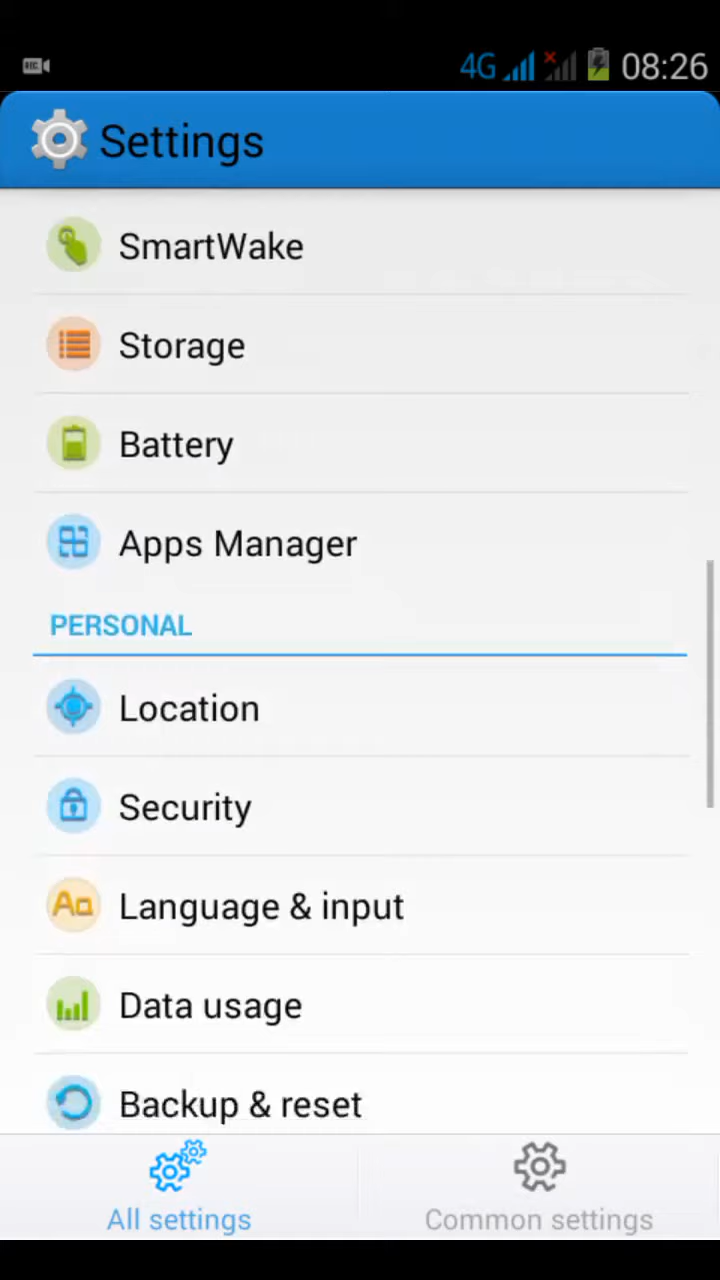 4G 08:26
Settings
SmartWake
Storage
Battery
Apps Manager
PERSONAL
Location
Security
Language & input
Data usage
Backup & reset
All settings
Common settings